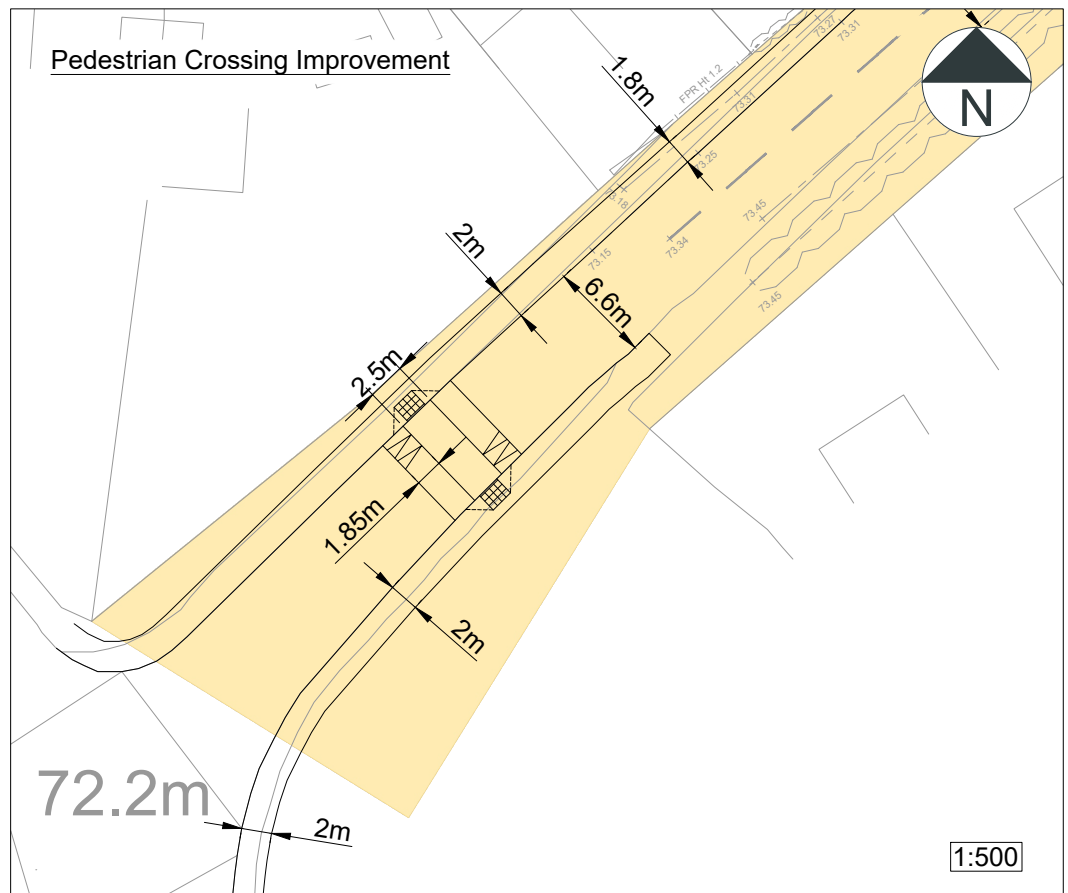 Pedestrian Crossing Improvement
73.27
73.31
N
FPR Ht 1.2
73.31
1.8m
73.25
73.18
73.45
73.34
2m
73.15
73.45
6.6m
2.5m
1.85m
2m
72.2m
2m
1:500